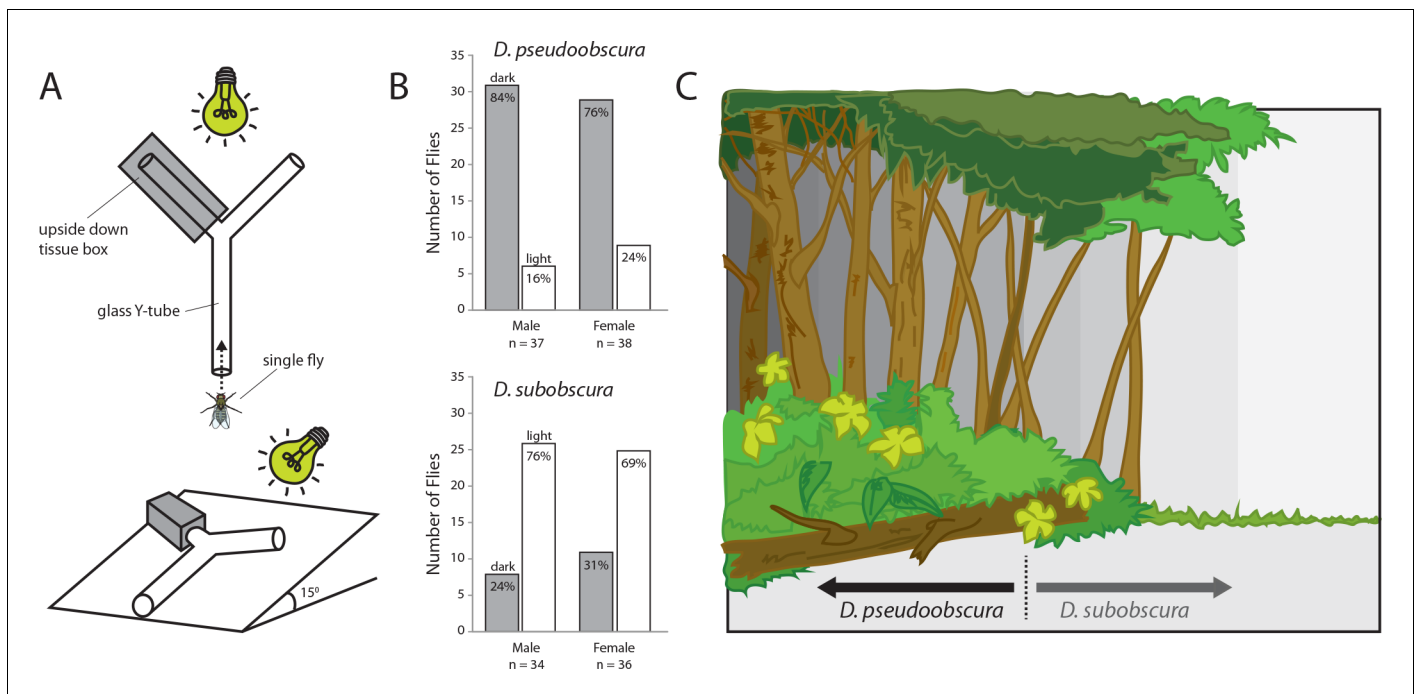 A
upside down
tissue box
glass Y-tube
single fly
15⁰
B
D. pseudoobscura
Number of Flies
35
30
25
20
15
10
5
0
dark
84%
light
16%
76%
24%
Male
n = 37
Female
n = 38
D. subobscura
Number of Flies
35
30
25
20
15
10
5
0
dark
24%
light
76%
31%
69%
Male
n = 34
Female
n = 36
C
D. pseudoobscura
D. subobscura